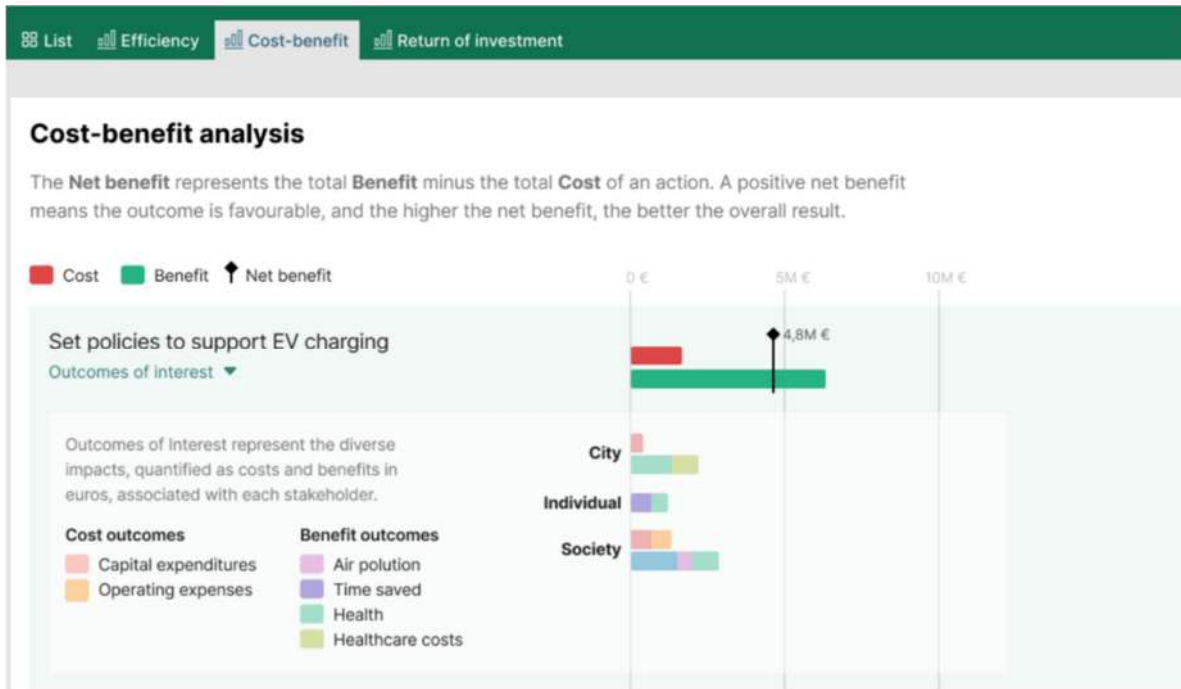 List Efficiency Cost-benefit Return of investment
Cost-benefit analysis
The Net benefit represents the total Benefit minus the total Cost of an action. A positive net benefit
means the outcome is favourable, and the higher the net benefit, the better the overall result.
Cost Benefit Net benefit
0 € 5M € 10M €
Set policies to support EV charging
4,8M €
Outcomes of interest
Outcomes of Interest represent the diverse
impacts, quantified as costs and benefits in
euros, associated with each stakeholder.
Cost outcomes
Capital expenditures
Operating expenses
Benefit outcomes
Air polution
Time saved
Health
Healthcare costs
City
Individual
Society